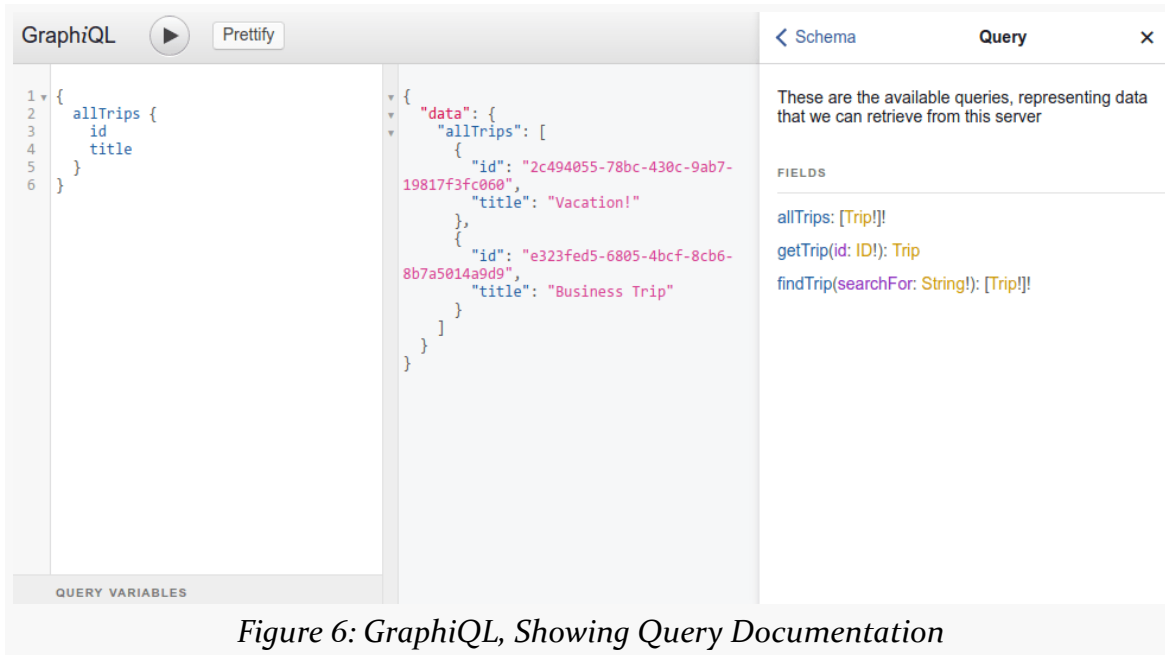 GraphiQL
Prettify
1 {
2 allTrips {
3 id
4 title
5 }
6 }
QUERY VARIABLES
{
"data": {
"allTrips": [
{
"id": "2c494055-78bc-430c-9ab7-
19817f3fc060",
"title": "Vacation!"
},
{
"id": "e323fed5-6805-4bcf-8cb6-
8b7a5014a9d9",
"title": "Business Trip"
}
]
}
}
Schema
Query
These are the available queries, representing data
that we can retrieve from this server
FIELDS
allTrips: [Trip!]!
getTrip(id: ID!): Trip
findTrip(searchFor: String!): [Trip!]!
Figure 6: GraphiQL, Showing Query Documentation